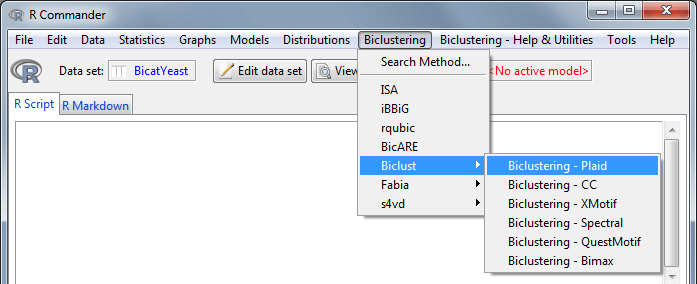 R Commander
File Edit Data Statistics Graphs Models Distributions Biclustering Biclustering - Help & Utilities Tools Help
R Data set: BicatYeast Edit data set View <No active model>
Search Method...
R Script R Markdown
ISA
iBBiG
rqubic
BicARE
Biclust Biclustering - Plaid
Fabia Biclustering - CC
s4vd Biclustering - XMotif
Biclustering - Spectral
Biclustering - QuestMotif
Biclustering - Bimax